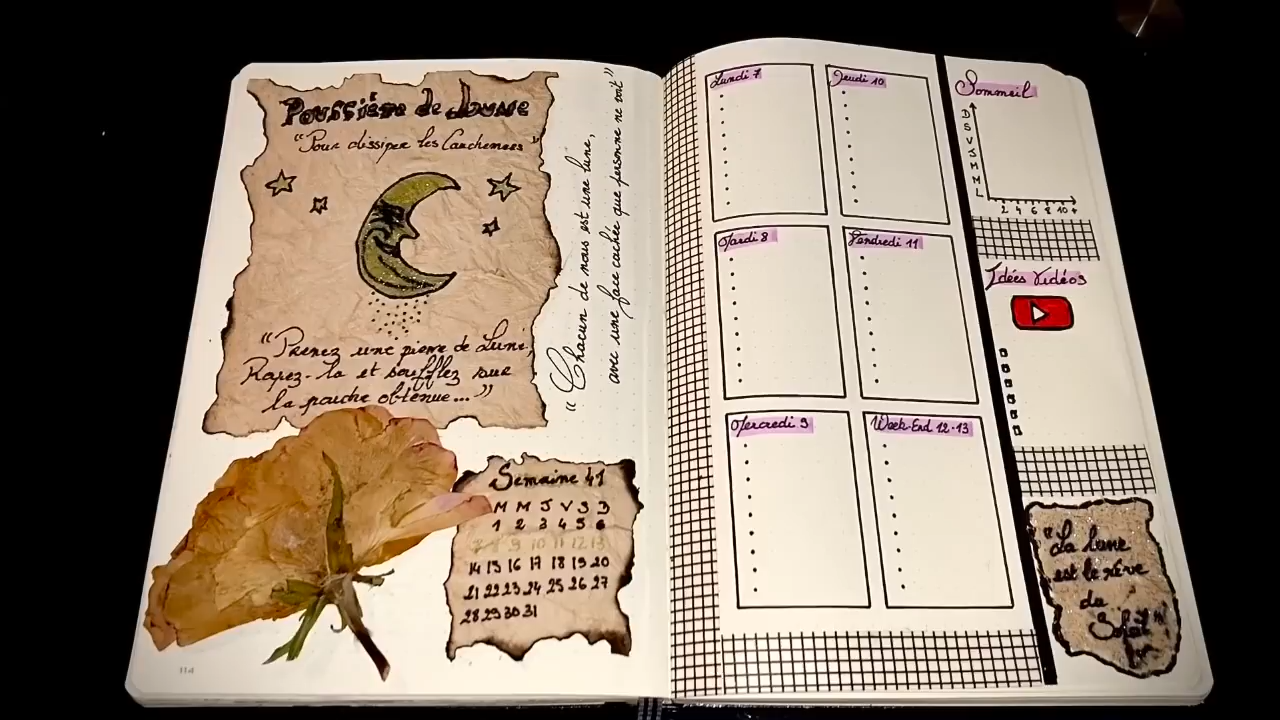 Poussière de Lune
"Pour dissiper les Cauchemars"
"Prenez une pierre de Lune,
Rapez-la et soufflez sur
la poudre obtenue..."
"Chacun de nous est une lune,
avec une face cachée que personne ne voit"
Semaine 41
M M J V S D
1 2 3 4 5 6
7 8 9 10 11 12 13
14 15 16 17 18 19 20
21 22 23 24 25 26 27
28 29 30 31
114
Lundi 7
Jeudi 10
Mardi 8
Vendredi 11
Mercredi 9
Week-End 12-13
Sommeil
D
S
V
J
M
M
L
2 4 6 8 10 +
Idées Vidéos
"La lune
est le rêve
du
Soleil"